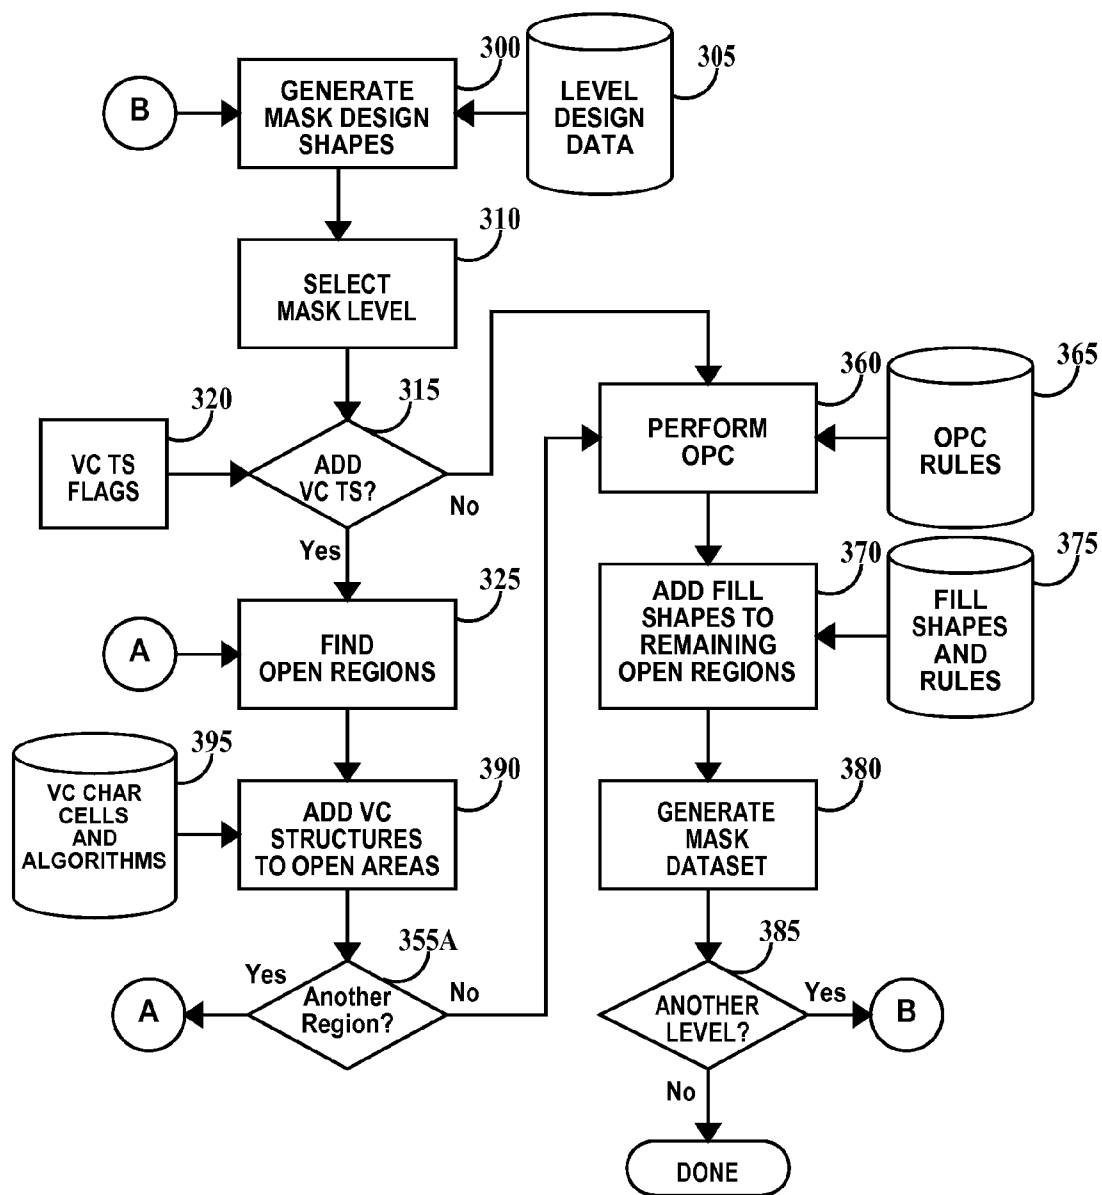 300
305
B
GENERATE
MASK DESIGN
SHAPES
LEVEL
DESIGN
DATA
310
SELECT
MASK LEVEL
320
315
VC TS
FLAGS
ADD
VC TS?
No
Yes
360
365
PERFORM
OPC
OPC
RULES
325
A
FIND
OPEN REGIONS
370
375
ADD FILL
SHAPES TO
REMAINING
OPEN REGIONS
FILL
SHAPES
AND
RULES
395
390
VC CHAR
CELLS
AND
ALGORITHMS
ADD VC
STRUCTURES
TO OPEN AREAS
380
GENERATE
MASK
DATASET
355A
Yes
No
A
Another
Region?
385
ANOTHER
LEVEL?
Yes
B
No
DONE